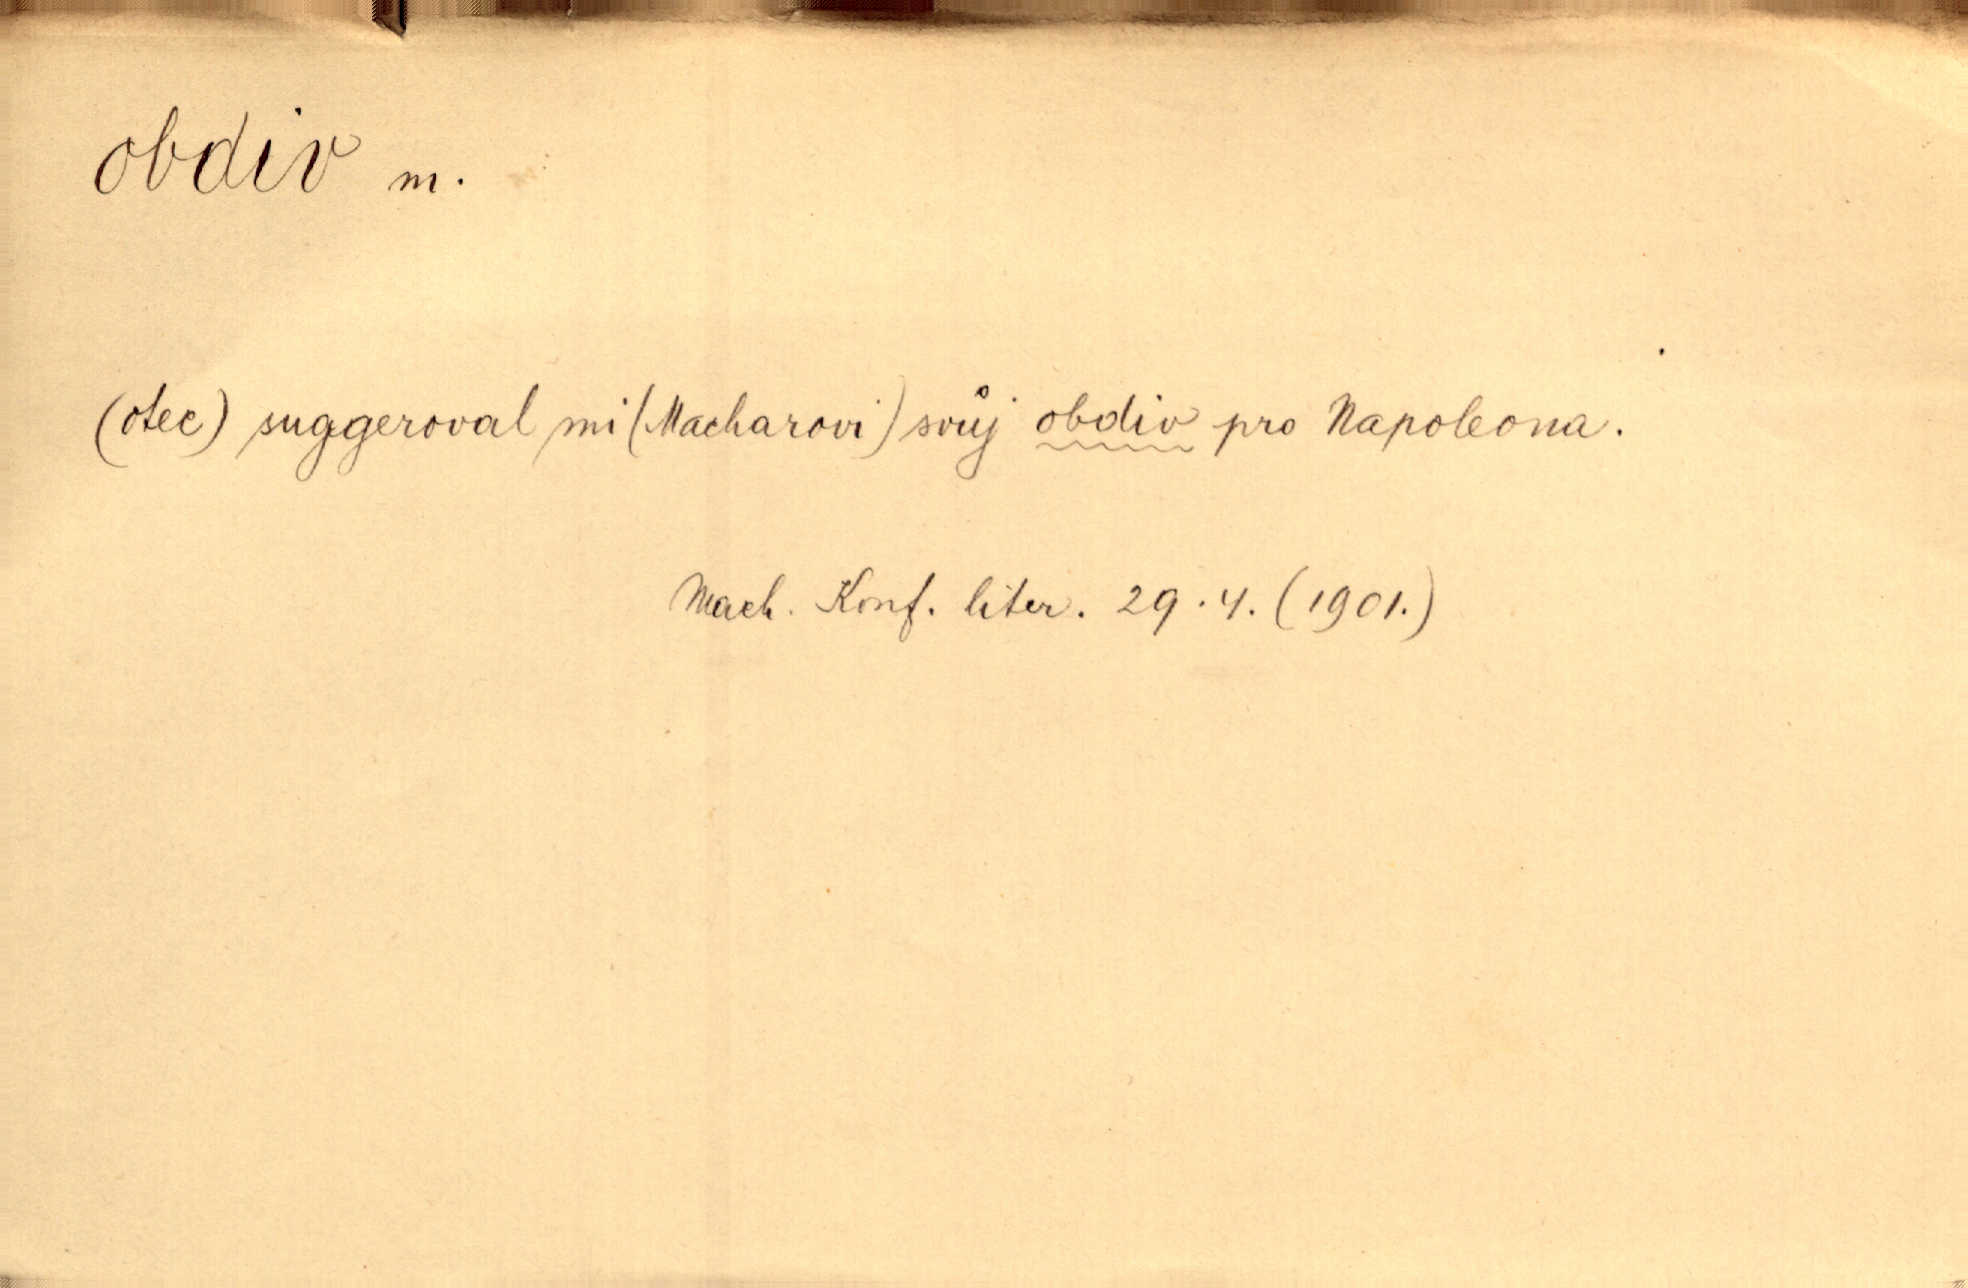 obdiv m.
(otec) suggeroval mi (Macharovi) svůj obdiv pro Napoleona.
Mach. Konf. liter. 29.4. (1901.)